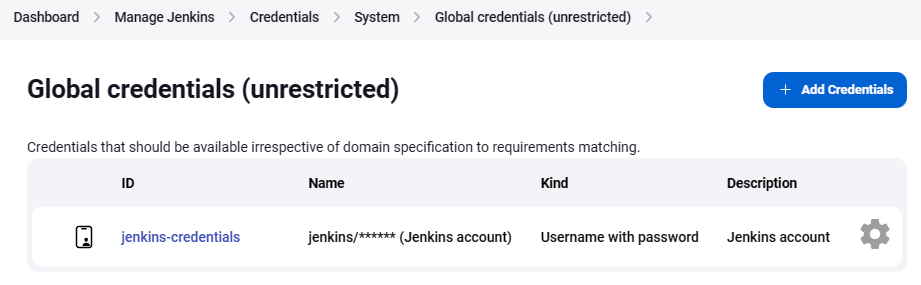 Dashboard > Manage Jenkins > Credentials > System > Global credentials (unrestricted) >
Global credentials (unrestricted)
+ Add Credentials
Credentials that should be available irrespective of domain specification to requirements matching.
ID Name Kind Description
jenkins-credentials jenkins/****** (Jenkins account) Username with password Jenkins account